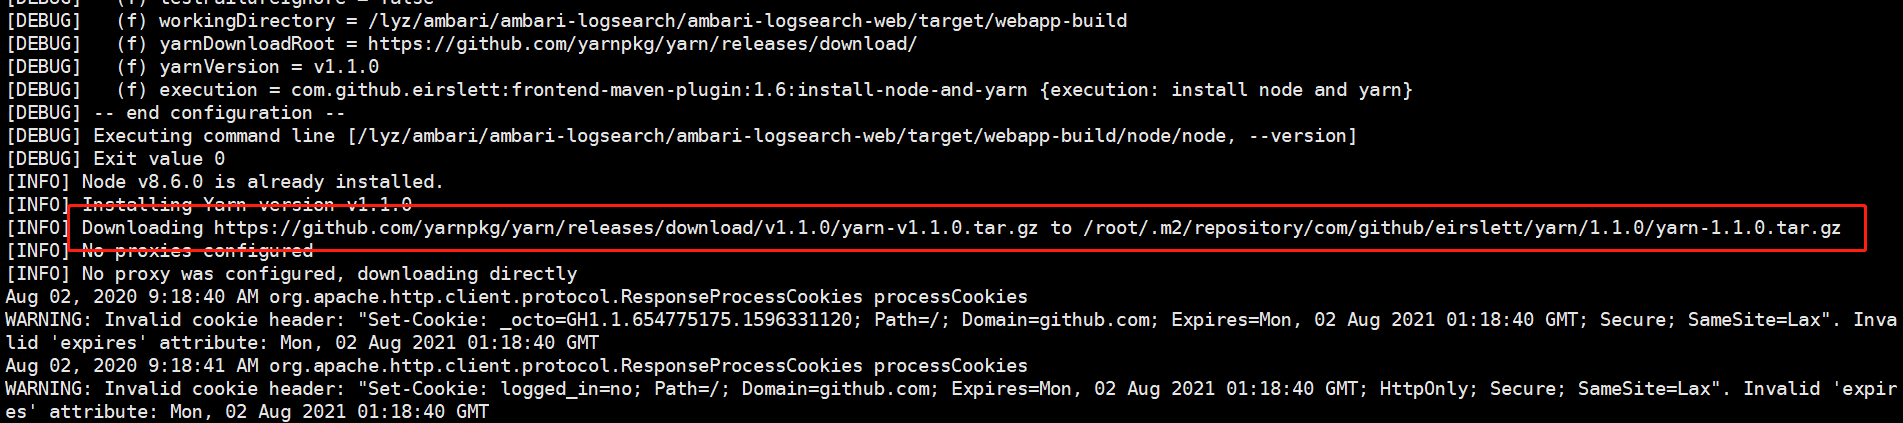 [DEBUG]   (f) testFailureIgnore = false
[DEBUG]   (f) workingDirectory = /lyz/ambari/ambari-logsearch/ambari-logsearch-web/target/webapp-build
[DEBUG]   (f) yarnDownloadRoot = https://github.com/yarnpkg/yarn/releases/download/
[DEBUG]   (f) yarnVersion = v1.1.0
[DEBUG]   (f) execution = com.github.eirslett:frontend-maven-plugin:1.6:install-node-and-yarn {execution: install node and yarn}
[DEBUG] -- end configuration --
[DEBUG] Executing command line [/lyz/ambari/ambari-logsearch/ambari-logsearch-web/target/webapp-build/node/node, --version]
[DEBUG] Exit value 0
[INFO] Node v8.6.0 is already installed.
[INFO] Installing Yarn version v1.1.0
[INFO] Downloading https://github.com/yarnpkg/yarn/releases/download/v1.1.0/yarn-v1.1.0.tar.gz to /root/.m2/repository/com/github/eirslett/yarn/1.1.0/yarn-1.1.0.tar.gz
[INFO] No proxies configured
[INFO] No proxy was configured, downloading directly
Aug 02, 2020 9:18:40 AM org.apache.http.client.protocol.ResponseProcessCookies processCookies
WARNING: Invalid cookie header: "Set-Cookie: _octo=GH1.1.654775175.1596331120; Path=/; Domain=github.com; Expires=Mon, 02 Aug 2021 01:18:40 GMT; Secure; SameSite=Lax". Inva
lid 'expires' attribute: Mon, 02 Aug 2021 01:18:40 GMT
Aug 02, 2020 9:18:41 AM org.apache.http.client.protocol.ResponseProcessCookies processCookies
WARNING: Invalid cookie header: "Set-Cookie: logged_in=no; Path=/; Domain=github.com; Expires=Mon, 02 Aug 2021 01:18:40 GMT; HttpOnly; Secure; SameSite=Lax". Invalid 'expir
es' attribute: Mon, 02 Aug 2021 01:18:40 GMT